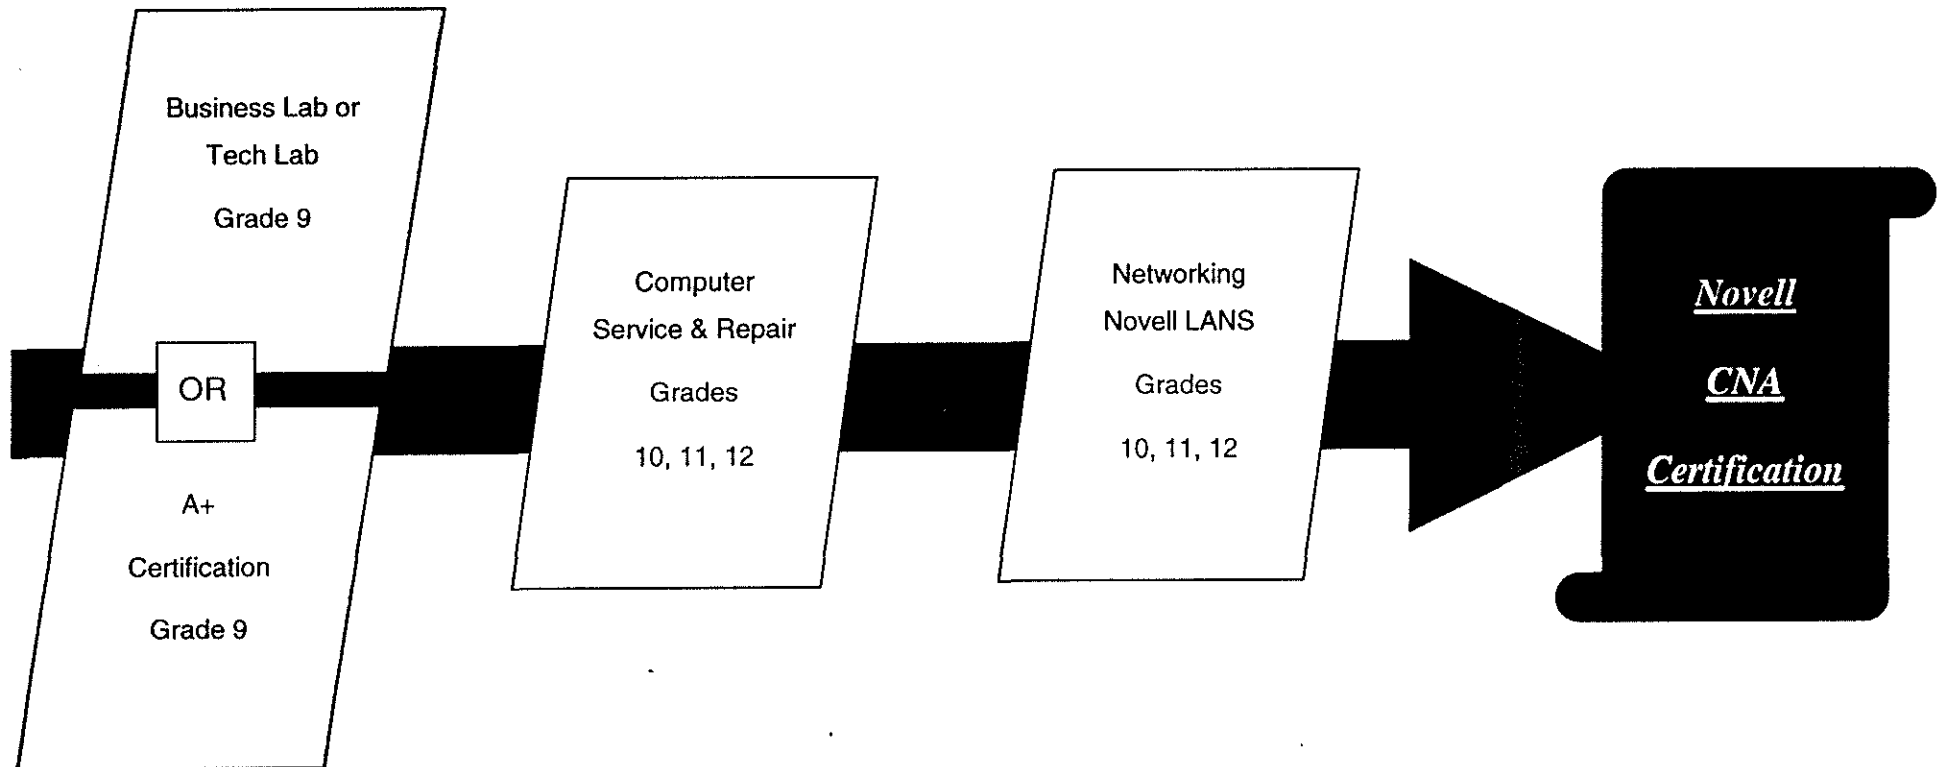 Business Lab or
Tech Lab
Grade 9
OR
A+
Certification
Grade 9
Computer
Service & Repair
Grades
10, 11, 12
Networking
Novell LANS
Grades
10, 11, 12
Novell
CNA
Certification